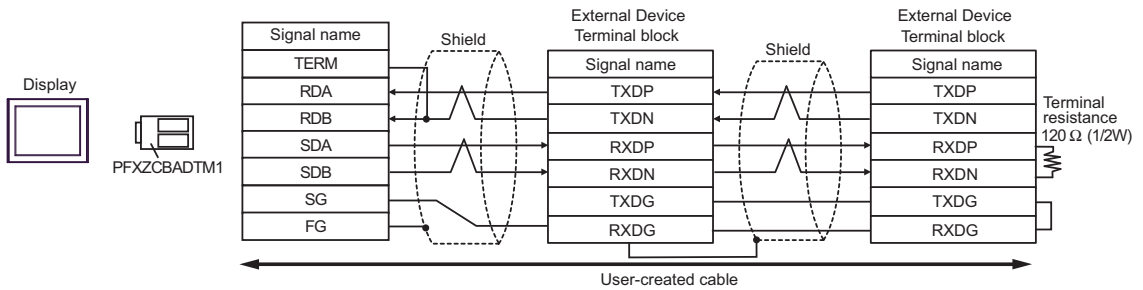 Display
PFXZCBADTM1
Signal name
TERM
RDA
RDB
SDA
SDB
SG
FG
Shield
External Device
Terminal block
Signal name
TXDP
TXDN
RXDP
RXDN
TXDG
RXDG
Shield
External Device
Terminal block
Signal name
TXDP
TXDN
RXDP
RXDN
TXDG
RXDG
Terminal
resistance
120 Ω (1/2W)
User-created cable